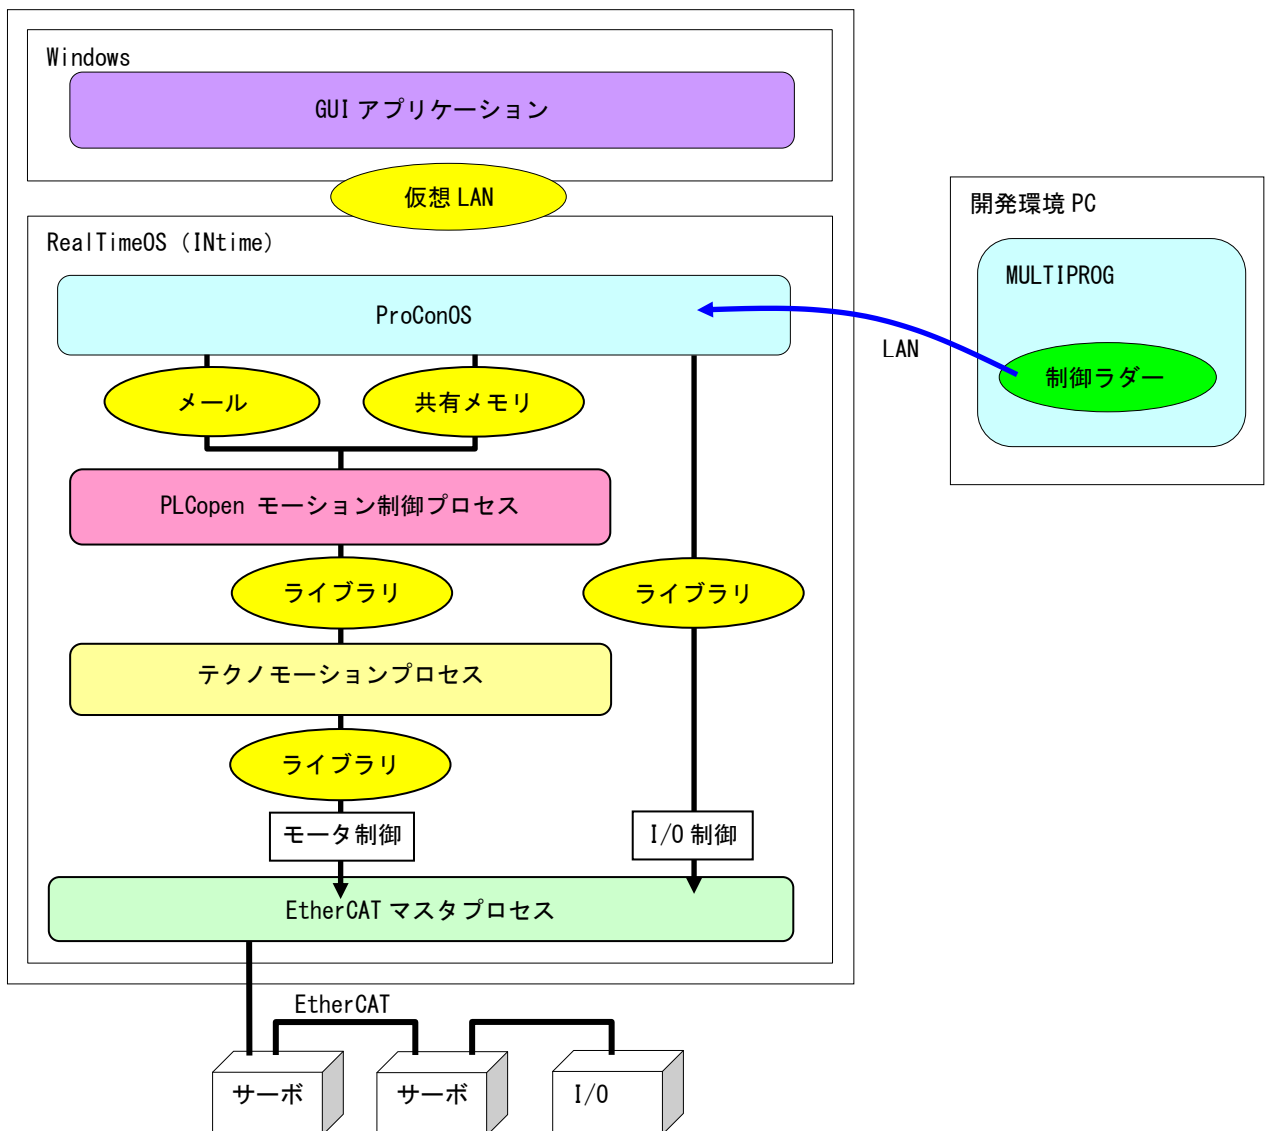 Windows
GUI アプリケーション
仮想 LAN
RealTimeOS (INtime)
ProConOS
メール
共有メモリ
PLCopen モーション制御プロセス
ライブラリ
ライブラリ
テクノモーションプロセス
ライブラリ
モータ制御
I/O 制御
EtherCAT マスタプロセス
EtherCAT
サーボ
サーボ
I/O
開発環境 PC
MULTIPROG
制御ラダー
LAN